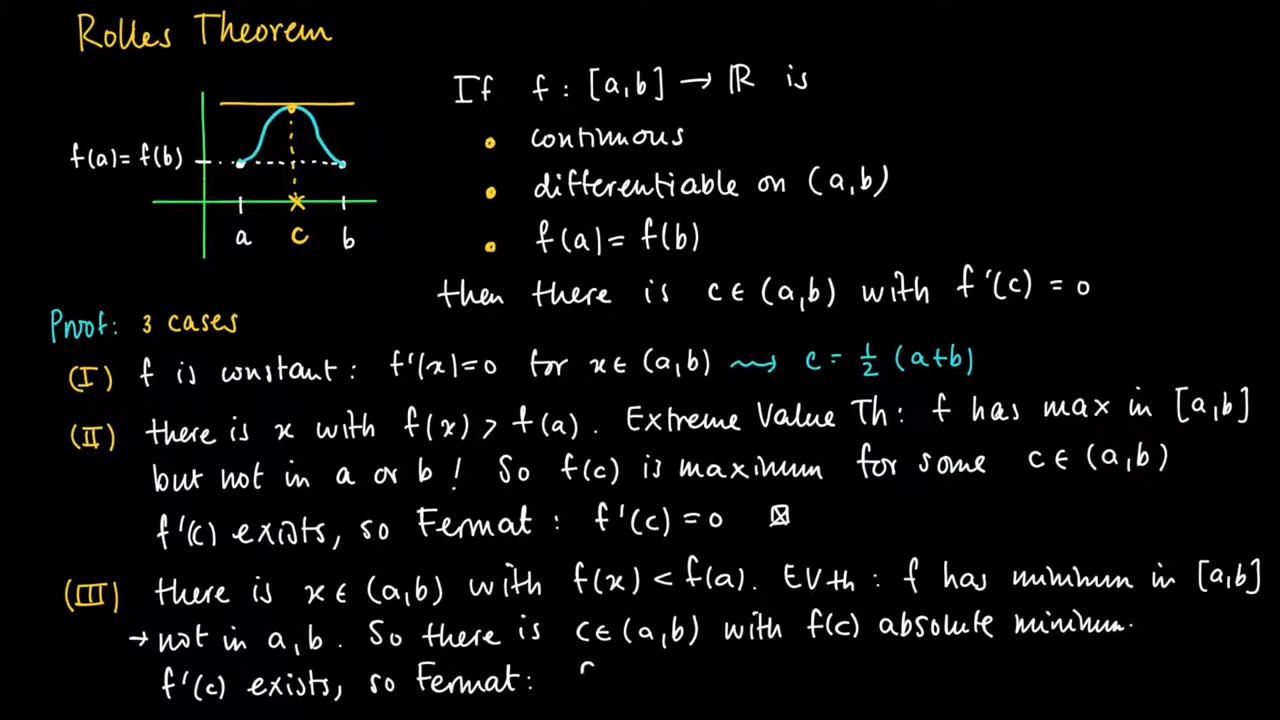 Rolles Theorem
If f : [a,b] → ℝ is
• continuous
• differentiable on (a,b)
• f(a) = f(b)
then there is c ∈ (a,b) with f'(c) = 0
f(a) = f(b)
a c b
Proof: 3 cases
(I) f is constant: f'(x) = 0 for x ∈ (a,b) ⇝ c = 1/2 (a+b)
(II) there is x with f(x) > f(a). Extreme Value Th: f has max in [a,b]
but not in a or b ! So f(c) is maximum for some c ∈ (a,b)
f'(c) exists, so Fermat: f'(c) = 0 ⊠
(III) there is x ∈ (a,b) with f(x) < f(a). EVth: f has minimum in [a,b]
→ not in a,b. So there is c ∈ (a,b) with f(c) absolute minimum.
f'(c) exists, so Fermat: